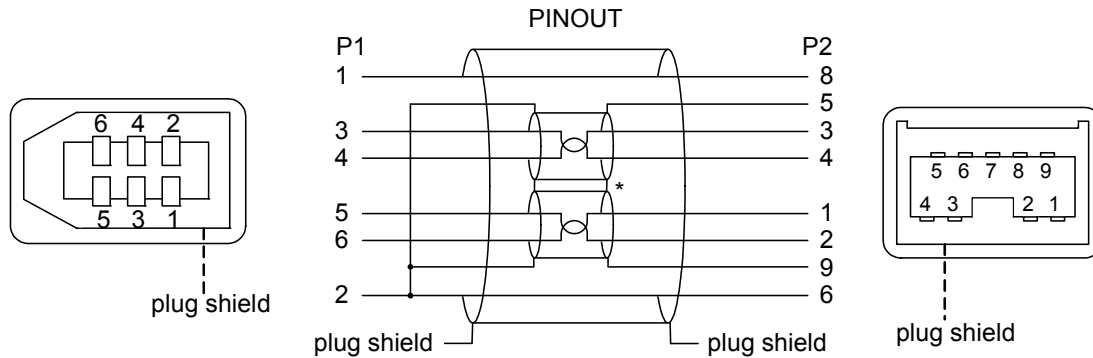 PINOUT
P1 P2
1 8
5
3 3
4 4
*
5 1
6 2
9
2 6
plug shield plug shield
6 4 2
5 3 1
plug shield
5 6 7 8 9
4 3 2 1
plug shield